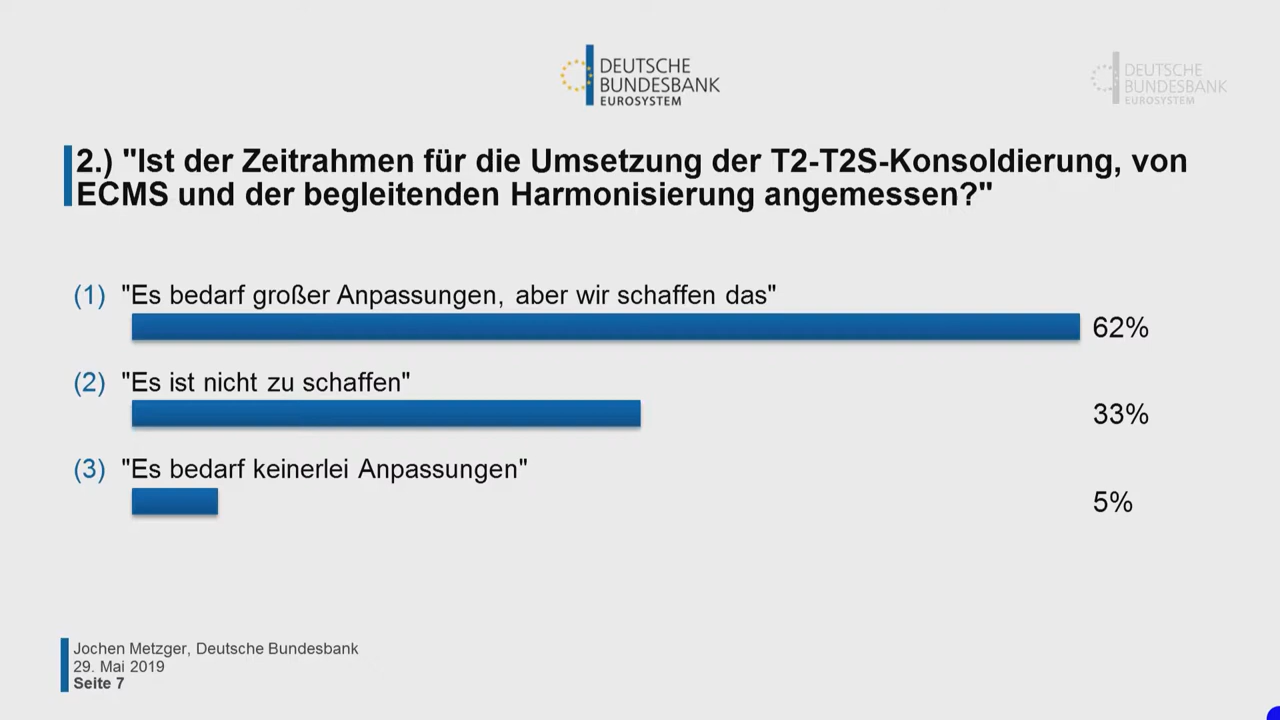 DEUTSCHE
BUNDESBANK
EUROSYSTEM
DEUTSCHE
BUNDESBANK
EUROSYSTEM
2.) "Ist der Zeitrahmen für die Umsetzung der T2-T2S-Konsoldierung, von
ECMS und der begleitenden Harmonisierung angemessen?"
(1) "Es bedarf großer Anpassungen, aber wir schaffen das"
62%
(2) "Es ist nicht zu schaffen"
33%
(3) "Es bedarf keinerlei Anpassungen"
5%
Jochen Metzger, Deutsche Bundesbank
29. Mai 2019
Seite 7